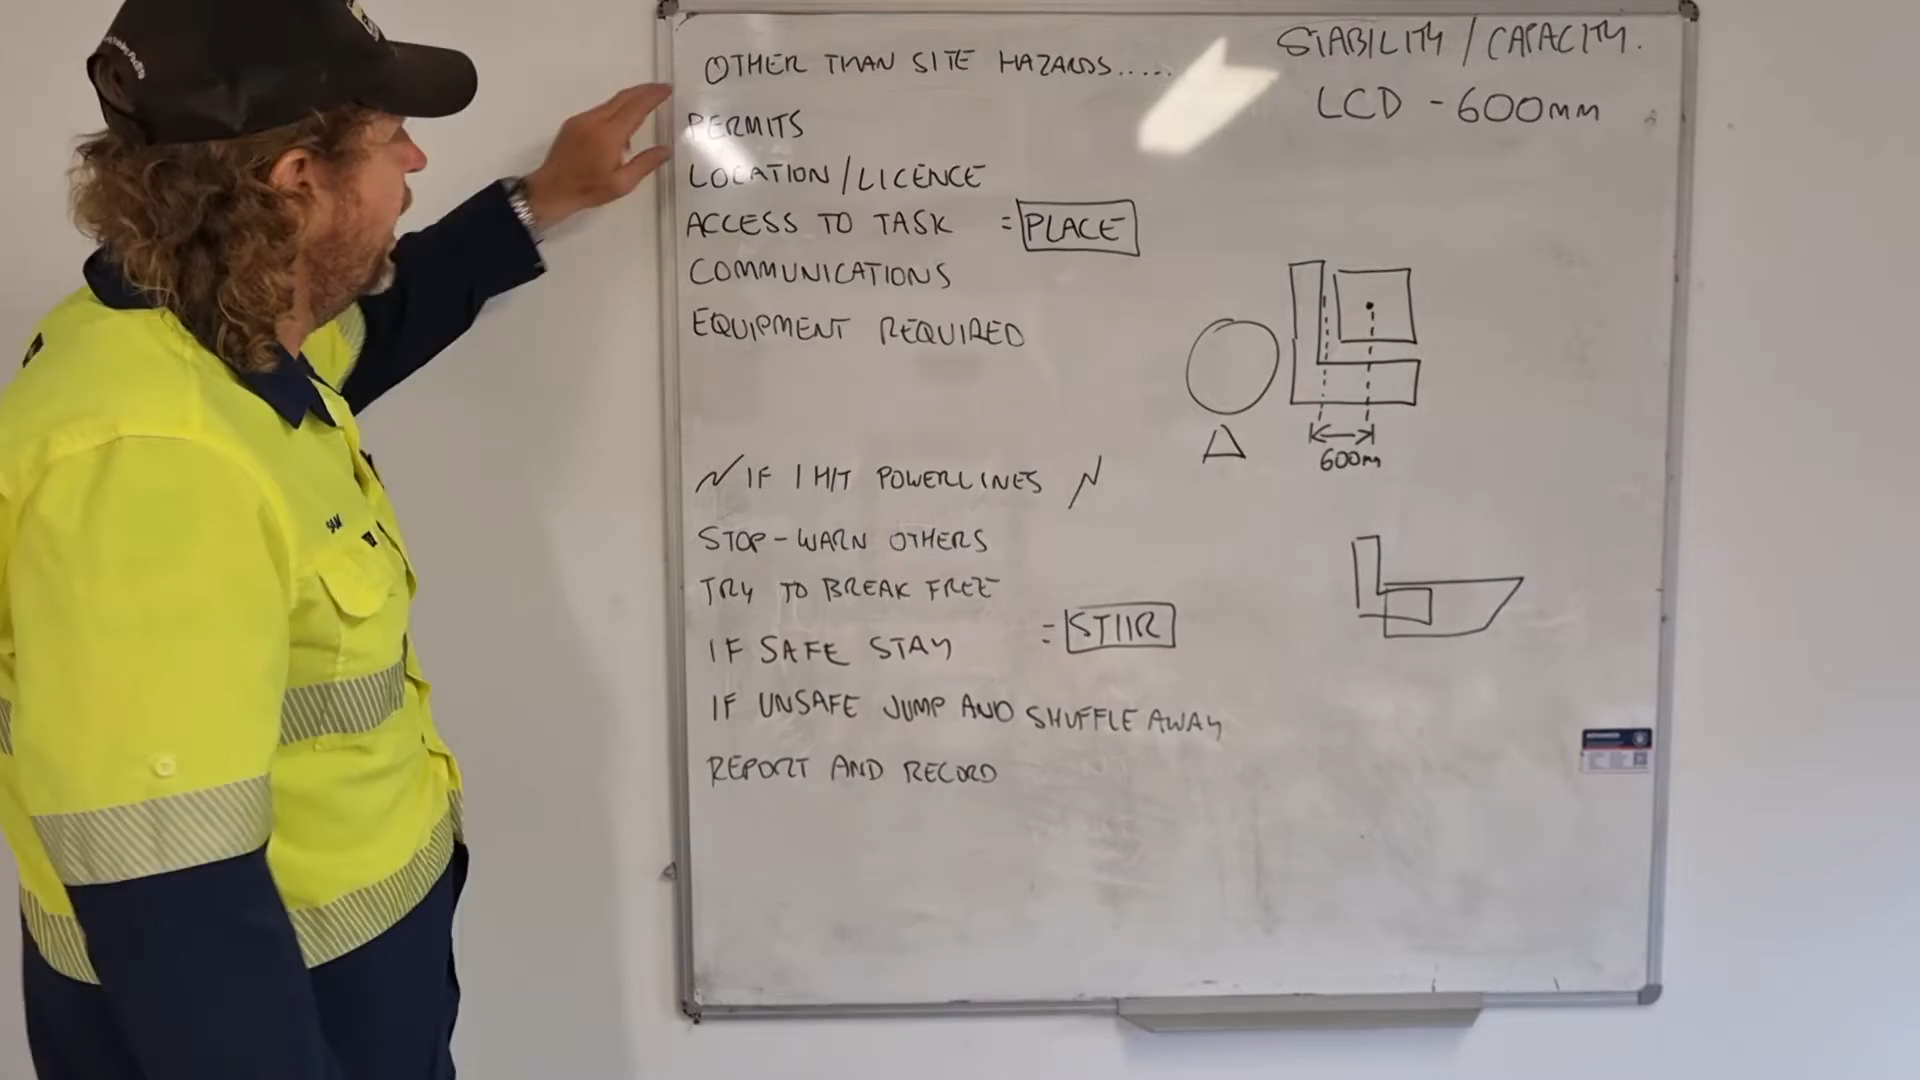 OTHER THAN SITE HAZARDS.....
PERMITS
LOCATION/LICENCE
ACCESS TO TASK = PLACE
COMMUNICATIONS
EQUIPMENT REQUIRED
IF I HIT POWERLINES
STOP-WARN OTHERS
TRY TO BREAK FREE
IF SAFE STAY = STIIR
IF UNSAFE JUMP AND SHUFFLE AWAY
REPORT AND RECORD
STABILITY/CAPACITY.
LCD - 600mm
600mm
SAM